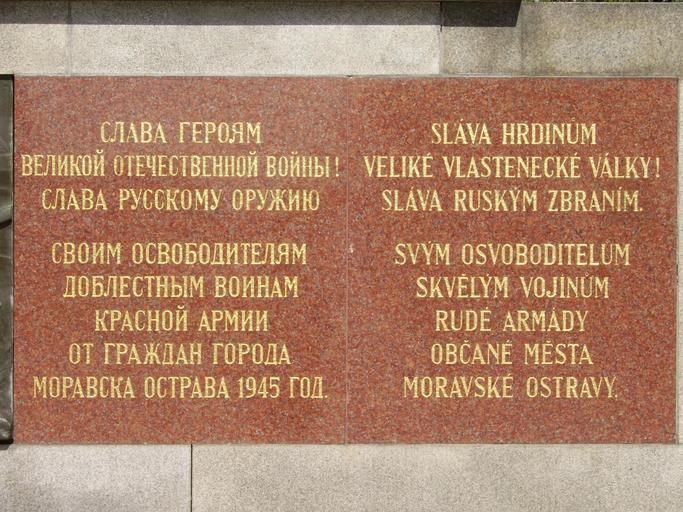 СЛАВА ГЕРОЯМ
ВЕЛИКОЙ ОТЕЧЕСТВЕННОЙ ВОЙНЫ!
СЛАВА РУССКОМУ ОРУЖИЮ
СВОИМ ОСВОБОДИТЕЛЯМ
ДОБЛЕСТНЫМ ВОИНАМ
КРАСНОЙ АРМИИ
ОТ ГРАЖДАН ГОРОДА
МОРАВСКА ОСТРАВА 1945 ГОД.
SLÁVA HRDINŮM
VELIKÉ VLASTENECKÉ VÁLKY!
SLÁVA RUSKÝM ZBRANÍM.
SVÝM OSVOBODITELŮM
SKVĚLÝM VOJÍNŮM
RUDÉ ARMÁDY
OBČANÉ MĚSTA
MORAVSKÉ OSTRAVY.